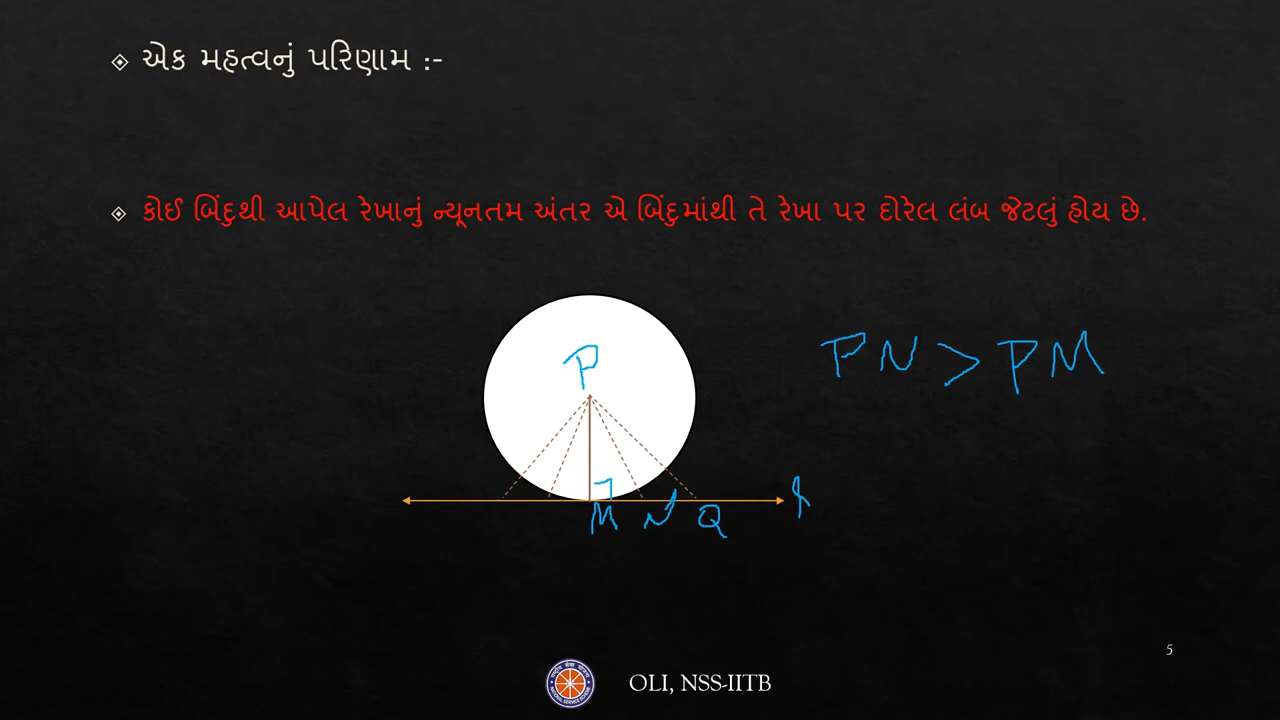 એક મહત્વનું પરિણામ :-
કોઈ બિંદુથી આપેલ રેખાનું ન્યૂનતમ અંતર એ બિંદુમાંથી તે રેખા પર દોરેલ લંબ જેટલું હોય છે.
P
PN > PM
M N Q l
5
OLI, NSS-IITB